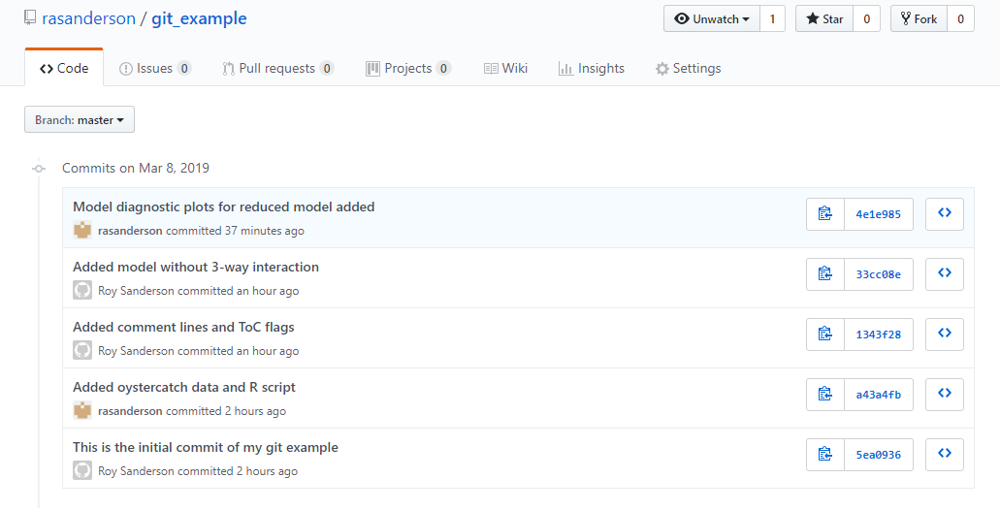 rasanderson / git_example
Unwatch 1 Star 0 Fork 0
Code Issues 0 Pull requests 0 Projects 0 Wiki Insights Settings
Branch: master
Commits on Mar 8, 2019
Model diagnostic plots for reduced model added
rasanderson committed 37 minutes ago
4e1e985
Added model without 3-way interaction
Roy Sanderson committed an hour ago
33cc08e
Added comment lines and ToC flags
Roy Sanderson committed an hour ago
1343f28
Added oystercatch data and R script
rasanderson committed 2 hours ago
a43a4fb
This is the initial commit of my git example
Roy Sanderson committed 2 hours ago
5ea0936